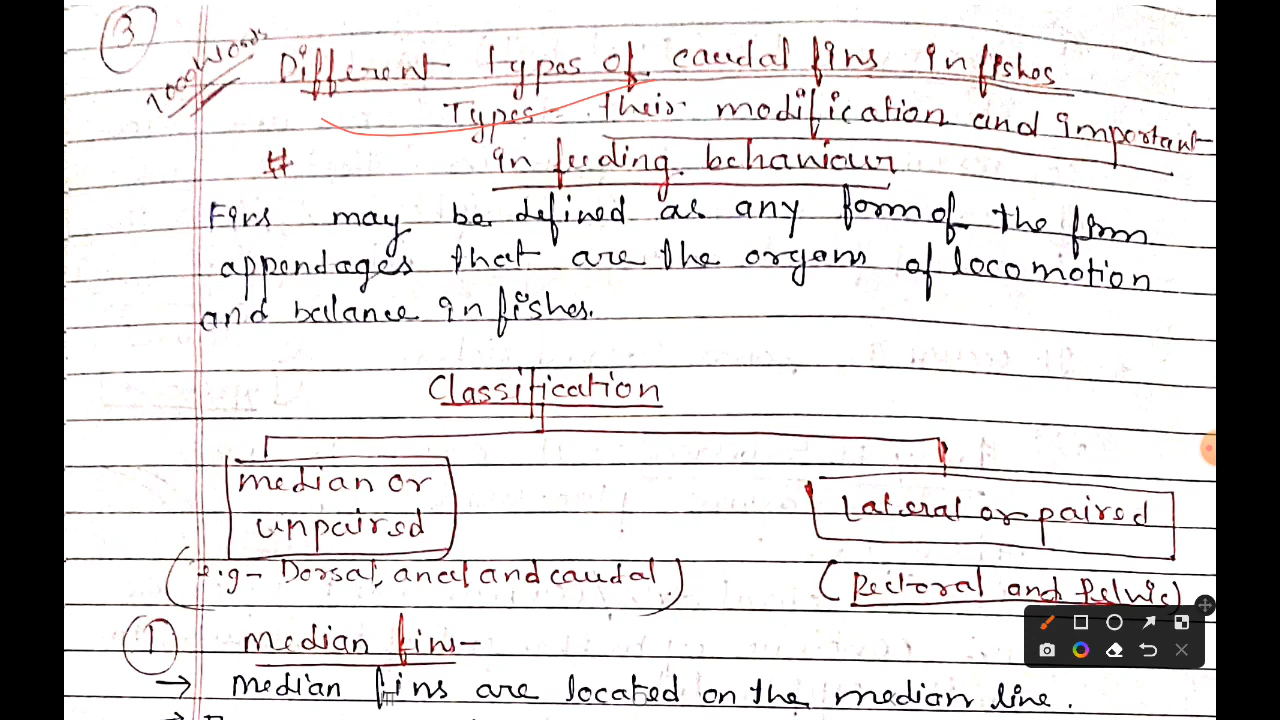 3
1000 Words
Different types of caudal fins in fishes
Types their modification and important
# in feeding behaviour
Fins may be defined as any form of the form
appendages that are the organs of locomotion
and balance in fishes.
Classification
median or
unpaired
Lateral or paired
(e.g - Dorsal, anal and caudal)
(Pectoral and Pelvic)
1 median fins -
→ median fins are located on the median line.